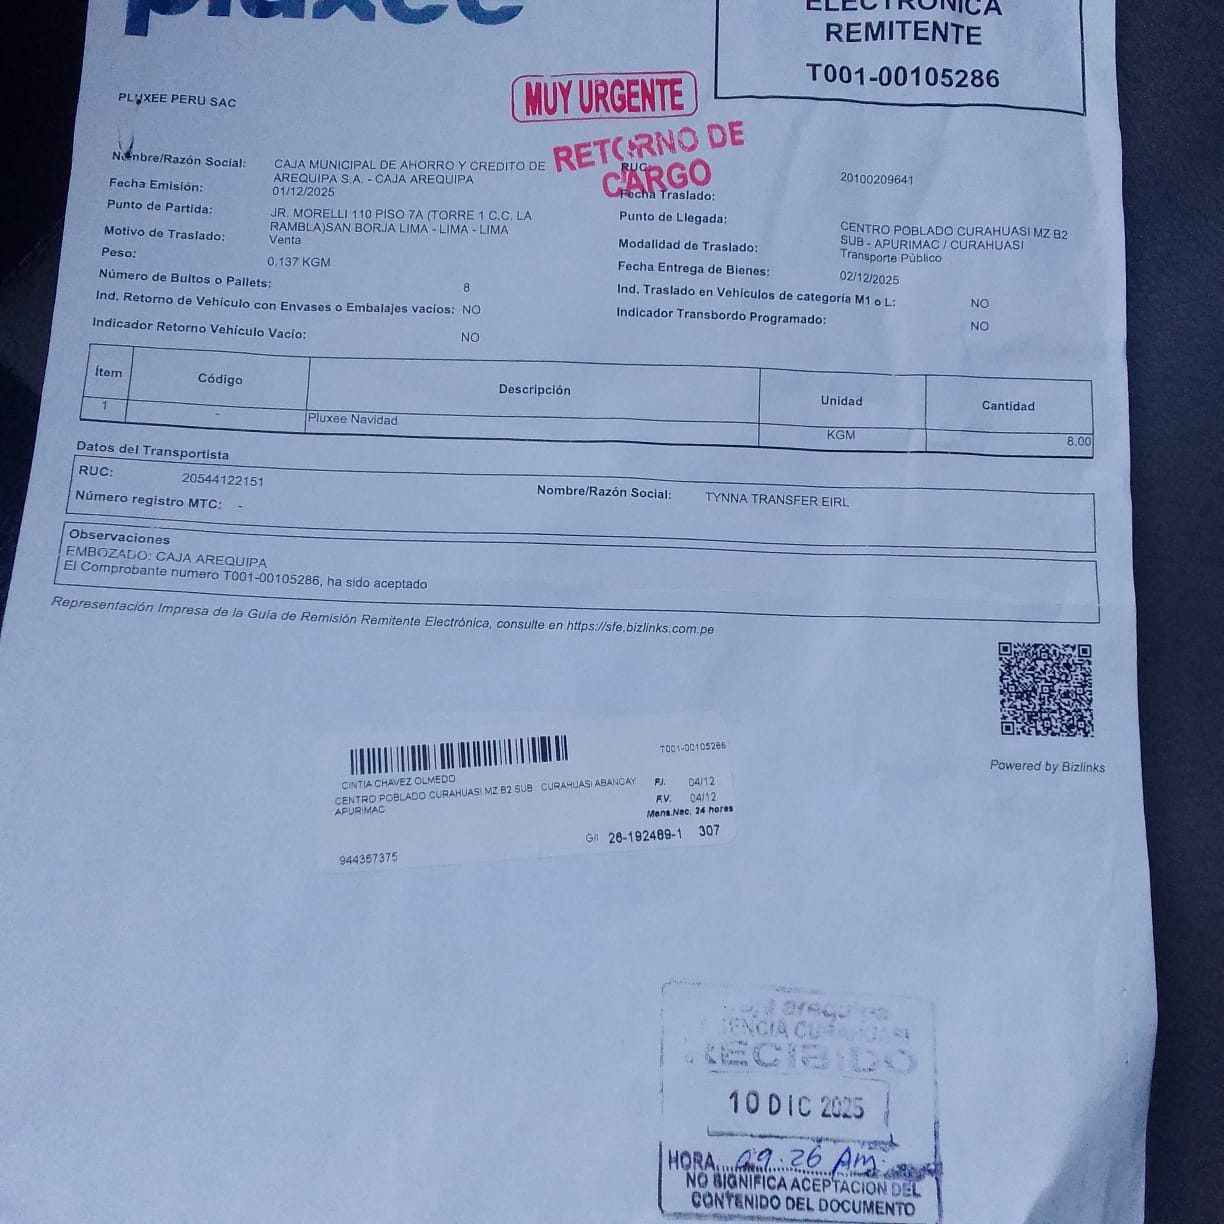 pluxee
ELECTRÓNICA
REMITENTE
T001-00105286
MUY URGENTE
RETORNO DE
CARGO
PLUXEE PERU SAC
Nombre/Razón Social: CAJA MUNICIPAL DE AHORRO Y CREDITO DE AREQUIPA S.A. - CAJA AREQUIPA
RUC: 20100209641
Fecha Emisión: 01/12/2025
Fecha Traslado:
Punto de Partida: JR. MORELLI 110 PISO 7A (TORRE 1 C.C. LA RAMBLA)SAN BORJA LIMA - LIMA - LIMA
Punto de Llegada: CENTRO POBLADO CURAHUASI MZ B2 SUB - APURIMAC / CURAHUASI
Motivo de Traslado: Venta
Modalidad de Traslado: Transporte Público
Peso: 0.137 KGM
Fecha Entrega de Bienes: 02/12/2025
Número de Bultos o Pallets: 8
Ind. Traslado en Vehículos de categoría M1 o L: NO
Ind. Retorno de Vehículo con Envases o Embalajes vacios: NO
Indicador Transbordo Programado: NO
Indicador Retorno Vehículo Vacio: NO
Ítem Código Descripción Unidad Cantidad
1 - Pluxee Navidad KGM 8.00
Datos del Transportista
RUC: 20544122151 Nombre/Razón Social: TYNNA TRANSFER EIRL
Número registro MTC: -
Observaciones
EMBOZADO: CAJA AREQUIPA
El Comprobante numero T001-00105286, ha sido aceptado
Representación Impresa de la Guía de Remisión Remitente Electrónica, consulte en https://sfe.bizlinks.com.pe
Powered by Bizlinks
T001-00105286
CINTIA CHAVEZ OLMEDO
CENTRO POBLADO CURAHUASI MZ B2 SUB CURAHUASI ABANCAY
APURIMAC
P.I. 04/12
P.V. 04/12
Mens.Nac. 24 hores
G/I 26-192489-1 307
944367375
arequipa
CURAHUASI
RECIBIDO
10 DIC 2025
HORA 09.26 AM.
NO SIGNIFICA ACEPTACION DEL
CONTENIDO DEL DOCUMENTO